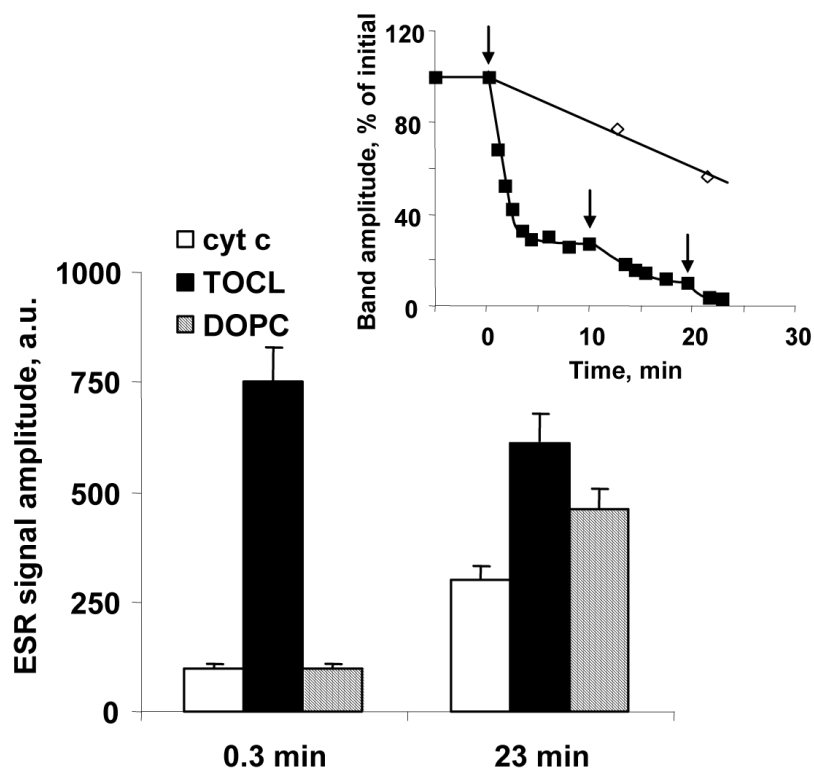 120
80
40
0
Band amplitude, % of initial
0 10 20 30
Time, min
cyt c
TOCL
DOPC
1000
750
500
250
0
ESR signal amplitude, a.u.
0.3 min 23 min